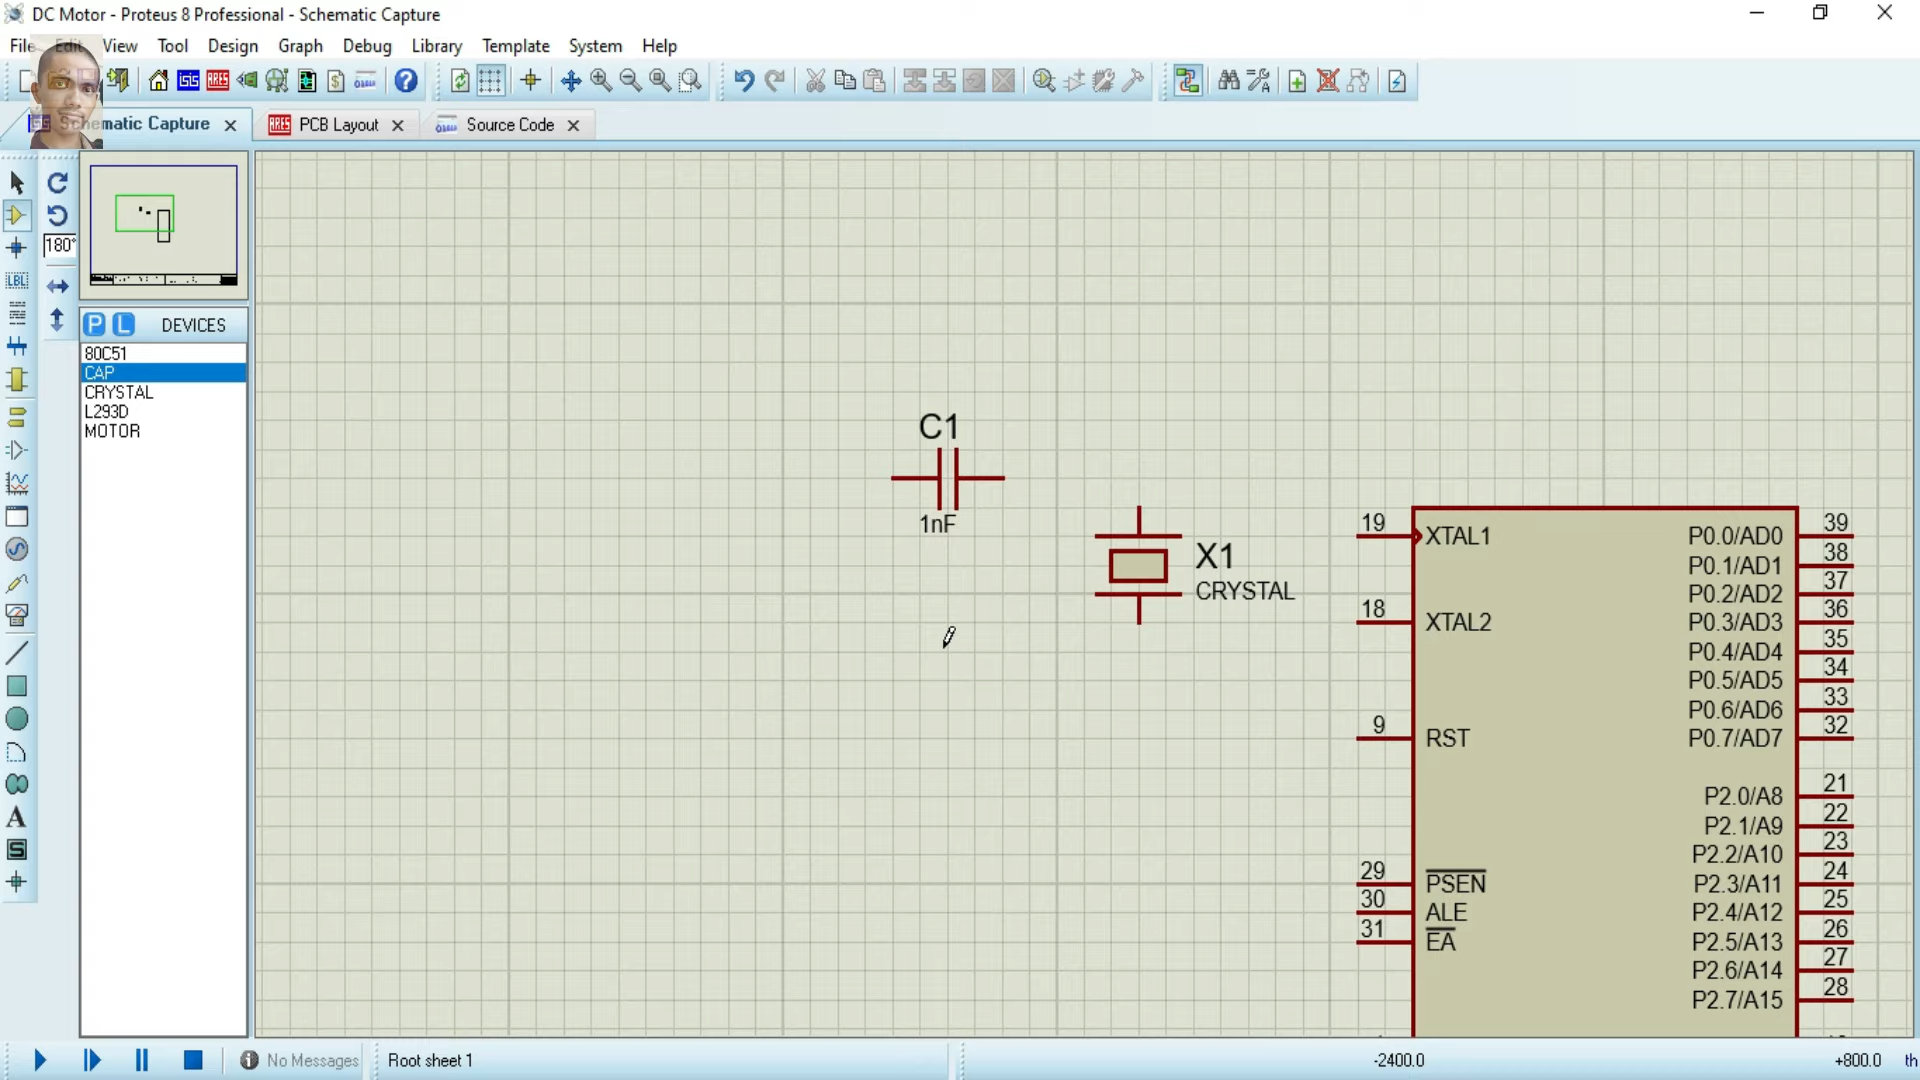 DC Motor - Proteus 8 Professional - Schematic Capture
File Edit View Tool Design Graph Debug Library Template System Help
Schematic Capture PCB Layout Source Code
180°
P L DEVICES
80C51
CAP
CRYSTAL
L293D
MOTOR
LBL
A
S
C1
1nF
X1
CRYSTAL
19 XTAL1 P0.0/AD0 39
P0.1/AD1 38
P0.2/AD2 37
18 XTAL2 P0.3/AD3 36
P0.4/AD4 35
P0.5/AD5 34
P0.6/AD6 33
9 RST P0.7/AD7 32
P2.0/A8 21
P2.1/A9 22
P2.2/A10 23
29 PSEN P2.3/A11 24
30 ALE P2.4/A12 25
31 EA P2.5/A13 26
P2.6/A14 27
P2.7/A15 28
No Messages Root sheet 1 -2400.0 +800.0 th